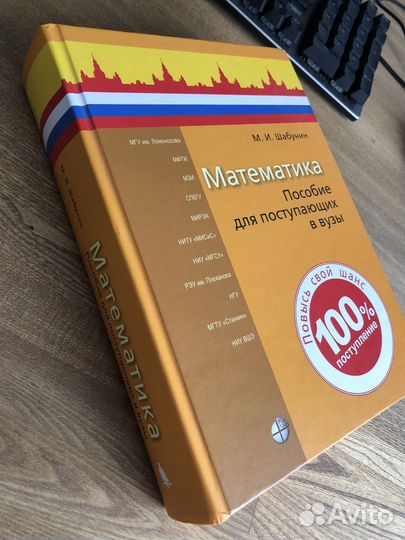 М. И. Шабунин
Математика
Пособие
для поступающих
в вузы
МГУ им. Ломоносова
МФТИ
МЭИ
СПбГУ
МИРЭА
НИТУ «МИСиС»
НИУ «МГСУ»
РЭУ им. Плеханова
НГУ
МГТУ «Станкин»
НИУ ВШЭ
Повысь свой шанс
100%
поступление
М. И. Шабунин
Математика
Avito